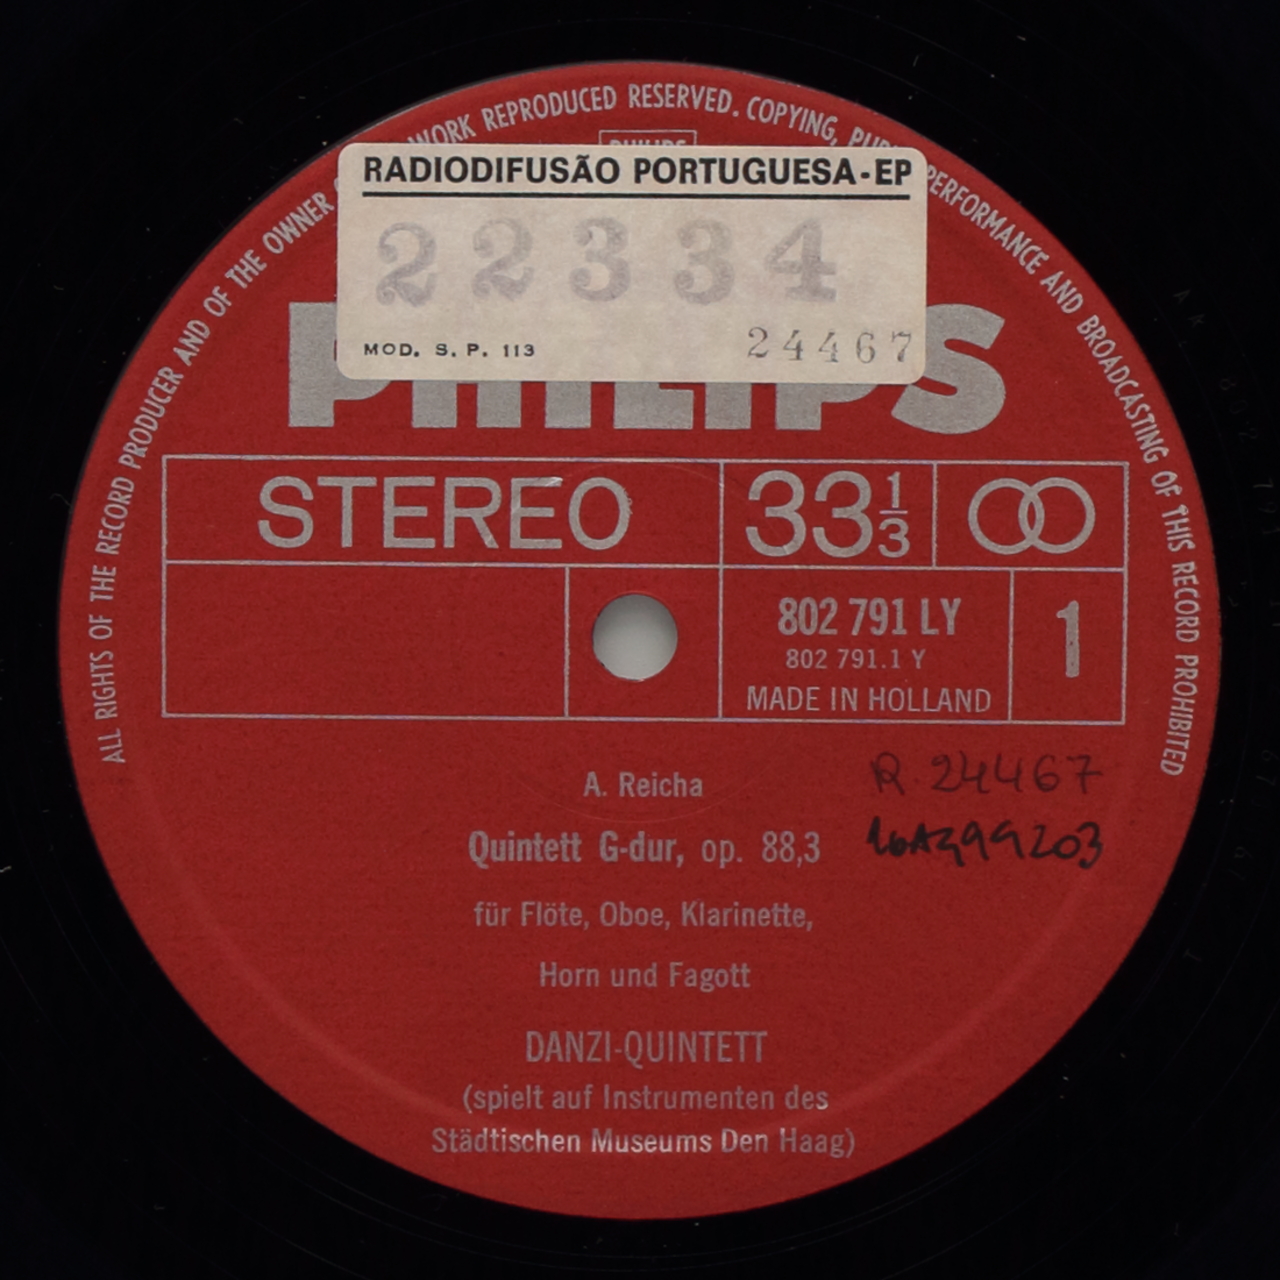 ALL RIGHTS OF THE RECORD PRODUCER AND OF THE OWNER WORK REPRODUCED RESERVED. COPYING, PERFORMANCE AND BROADCASTING OF THIS RECORD PROHIBITED
PHILIPS
RADIODIFUSÃO PORTUGUESA-EP
22334
MOD. S. P. 113
24467
PHILIPS
STEREO
33 1/3
802 791 LY
802 791.1 Y
MADE IN HOLLAND
1
A. Reicha
R. 24467
Quintett G-dur, op. 88,3
für Flöte, Oboe, Klarinette,
Horn und Fagott
DANZI-QUINTETT
(spielt auf Instrumenten des
Städtischen Museums Den Haag)